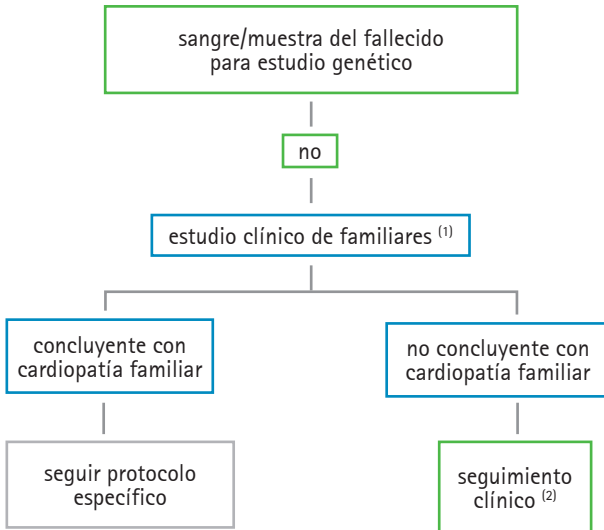 sangre/muestra del fallecido
para estudio genético
no
estudio clínico de familiares (1)
concluyente con
cardiopatía familiar
no concluyente con
cardiopatía familiar
seguir protocolo
específico
seguimiento
clínico (2)